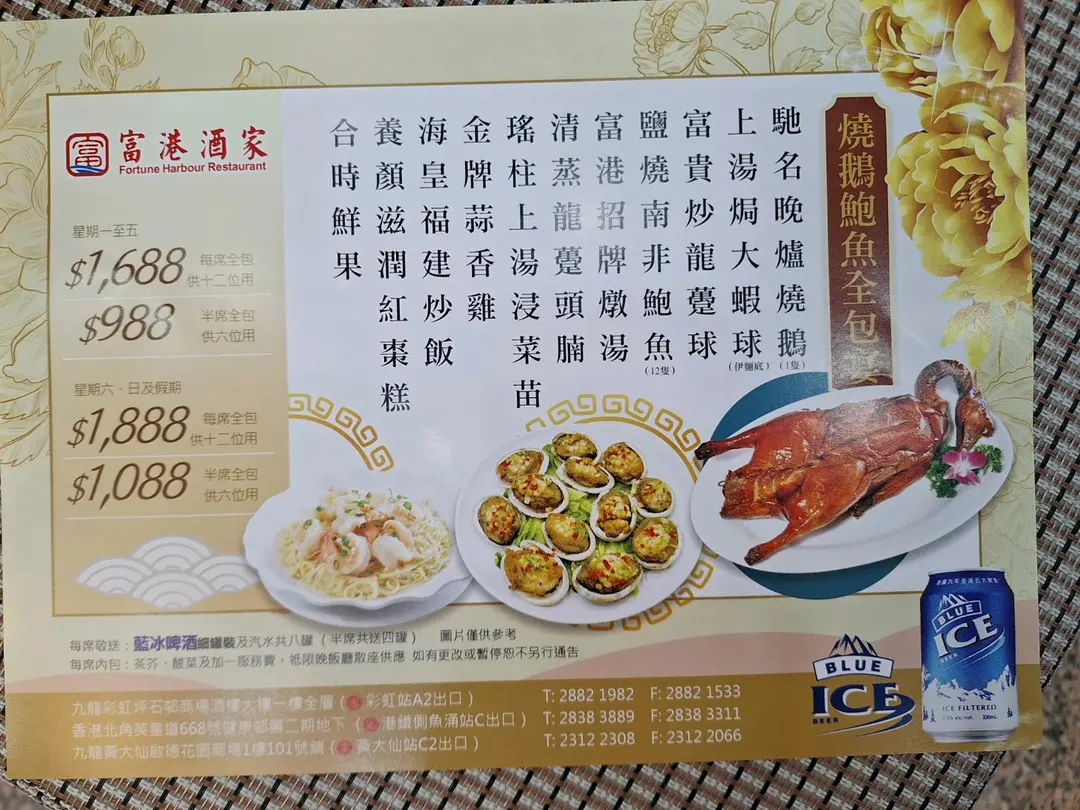 富港酒家
Fortune Harbour Restaurant
星期一至五
$1,688 每席全包
供十二位用
$988 半席全包
供六位用
星期六、日及假期
$1,888 每席全包
供十二位用
$1,088 半席全包
供六位用
燒鵝鮑魚全包宴
馳名晚爐燒鵝(1隻)
上湯焗大蝦球(伊麵底)
富貴炒龍躉球
鹽燒南非鮑魚(12隻)
富港招牌燉湯
清蒸龍躉頭腩
瑤柱上湯浸菜苗
金牌蒜香雞
海皇福建炒飯
養顏滋潤紅棗糕
合時鮮果
每席敬送：藍冰啤酒細罐裝及汽水共八罐（半席共送四罐） 圖片僅供參考
每席內包：茶芥、酸菜及加一服務費。祗限晚飯廳散座供應 如有更改或暫停恕不另行通告
九龍彩虹坪石邨商場酒樓大樓一樓全層（彩虹站A2出口） T: 2882 1982 F: 2882 1533
香港北角英皇道668號健康邨第二期地下（港鐵側魚涌站C出口） T: 2838 3889 F: 2838 3311
九龍黃大仙啟德花園商場1樓101號舖（黃大仙站C2出口） T: 2312 2308 F: 2312 2066
BLUE
ICE
BEER
BLUE
ICE
BEER
ICE FILTERED
330mL